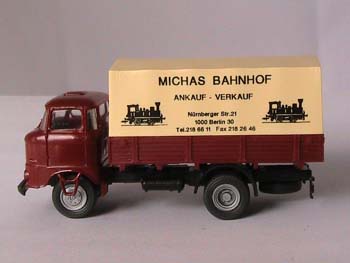 MICHAS BAHNHOF
ANKAUF - VERKAUF
Nürnberger Str.21
1000 Berlin 30
Tel.218 66 11 Fax 218 26 46